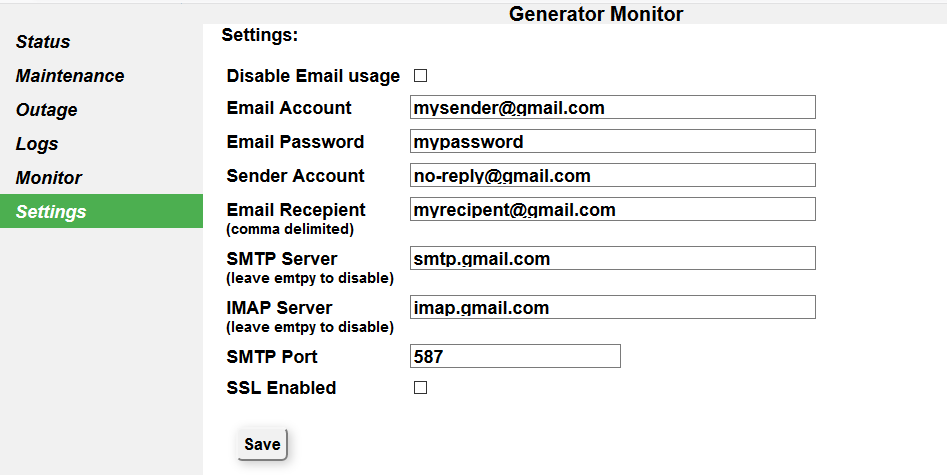 Generator Monitor
Status
Maintenance
Outage
Logs
Monitor
Settings
Settings:
Disable Email usage
Email Account mysender@gmail.com
Email Password mypassword
Sender Account no-reply@gmail.com
Email Recepient myrecipent@gmail.com
(comma delimited)
SMTP Server smtp.gmail.com
(leave emtpy to disable)
IMAP Server imap.gmail.com
(leave emtpy to disable)
SMTP Port 587
SSL Enabled
Save